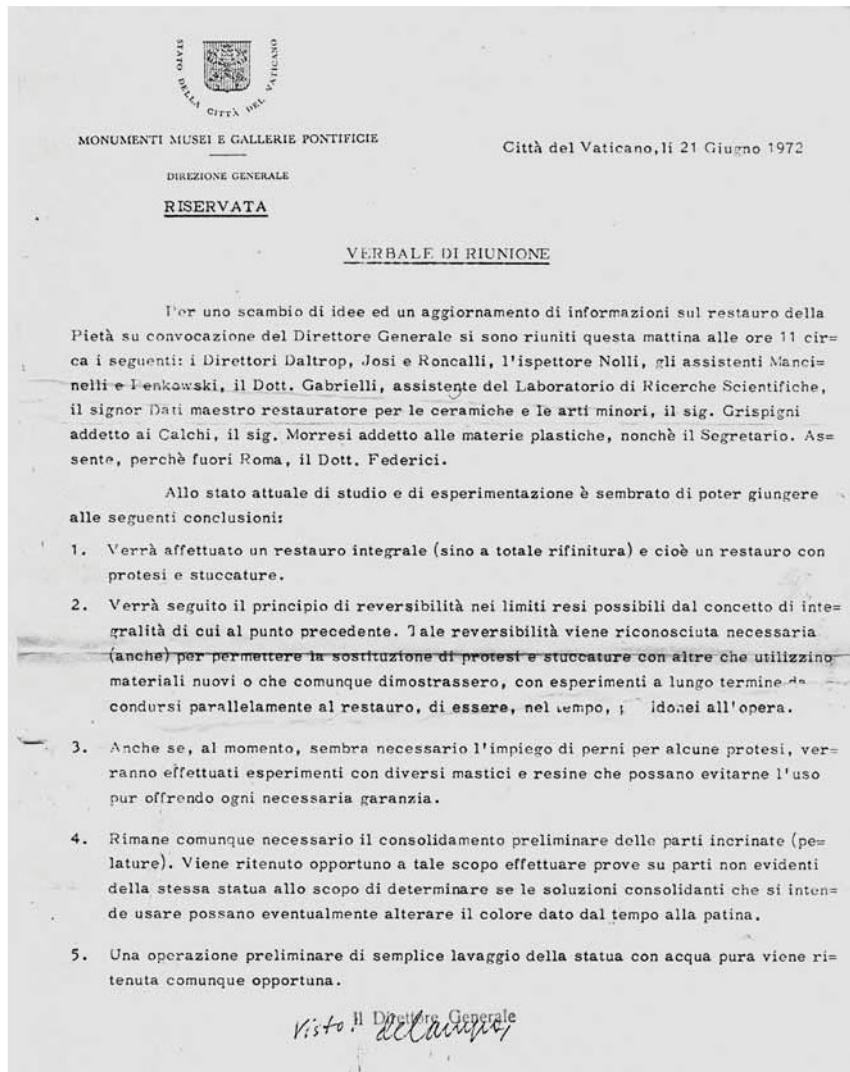 STATO DELLA CITTÀ DEL VATICANO
MONUMENTI MUSEI E GALLERIE PONTIFICIE
DIREZIONE GENERALE
RISERVATA
Città del Vaticano, lì 21 Giugno 1972
VERBALE DI RIUNIONE
Per uno scambio di idee ed un aggiornamento di informazioni sul restauro della
Pietà su convocazione del Direttore Generale si sono riuniti questa mattina alle ore 11 cir=
ca i seguenti: i Direttori Daltrop, Josi e Roncalli, l'ispettore Nolli, gli assistenti Manci=
nelli e Penkowski, il Dott. Gabrielli, assistente del Laboratorio di Ricerche Scientifiche,
il signor Dati maestro restauratore per le ceramiche e le arti minori, il sig. Grispigni
addetto ai Calchi, il sig. Morresi addetto alle materie plastiche, nonchè il Segretario. As=
sente, perchè fuori Roma, il Dott. Federici.
Allo stato attuale di studio e di esperimentazione è sembrato di poter giungere
alle seguenti conclusioni:
1. Verrà affettuato un restauro integrale (sino a totale rifinitura) e cioè un restauro con
protesi e stuccature.
2. Verrà seguito il principio di reversibilità nei limiti resi possibili dal concetto di inte=
gralità di cui al punto precedente. Tale reversibilità viene riconosciuta necessaria
(anche) per permettere la sostituzione di protesi e stuccature con altre che utilizzino
materiali nuovi o che comunque dimostrassero, con esperimenti a lungo termine da
condursi parallelamente al restauro, di essere, nel tempo, idonei all'opera.
3. Anche se, al momento, sembra necessario l'impiego di perni per alcune protesi, ver=
ranno effettuati esperimenti con diversi mastici e resine che possano evitarne l'uso
pur offrendo ogni necessaria garanzia.
4. Rimane comunque necessario il consolidamento preliminare delle parti incrinate (pe=
lature). Viene ritenuto opportuno a tale scopo effettuare prove su parti non evidenti
della stessa statua allo scopo di determinare se le soluzioni consolidanti che si inten=
de usare possano eventualmente alterare il colore dato dal tempo alla patina.
5. Una operazione preliminare di semplice lavaggio della statua con acqua pura viene ri=
tenuta comunque opportuna.
Il Direttore Generale
Visto!